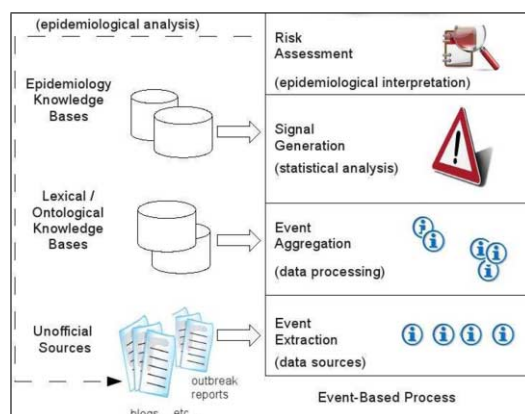 (epidemiological analysis)
Epidemiology
Knowledge
Bases
Lexical /
Ontological
Knowledge
Bases
Unofficial
Sources
outbreak
reports
blogs, etc
Risk
Assessment
(epidemiological interpretation)
Signal
Generation
(statistical analysis)
Event
Aggregation
(data processing)
Event
Extraction
(data sources)
Event-Based Process